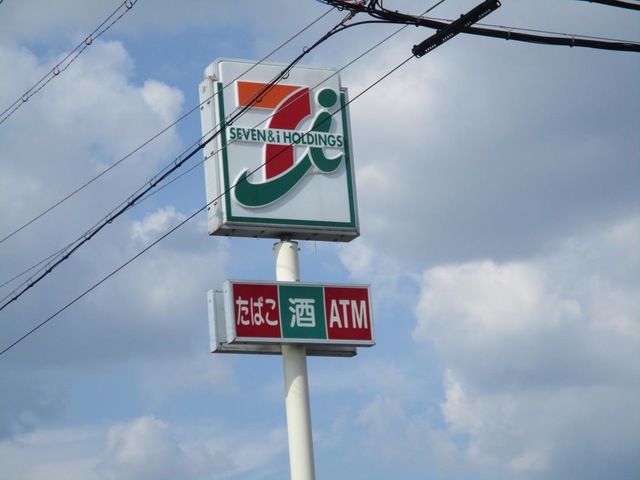 SEVEN & i HOLDINGS
たばこ 酒 ATM